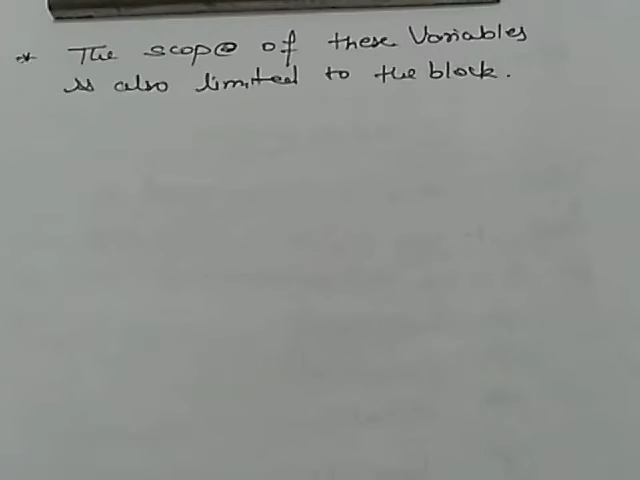 * The scope of these Variables
is also limited to the block.